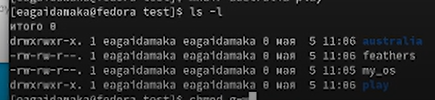 [eagaidamaka@fedora test]$ ls -l
итого 0
drwxrwxr-x. 1 eagaidamaka eagaidamaka 0 мая 5 11:06 australia
-rw-rw-r--. 1 eagaidamaka eagaidamaka 0 мая 5 11:06 feathers
-rw-rw-r--. 1 eagaidamaka eagaidamaka 0 мая 5 11:05 my_os
drwxrwxr-x. 1 eagaidamaka eagaidamaka 0 мая 5 11:06 play
[eagaidamaka@fedora test]$ chmod